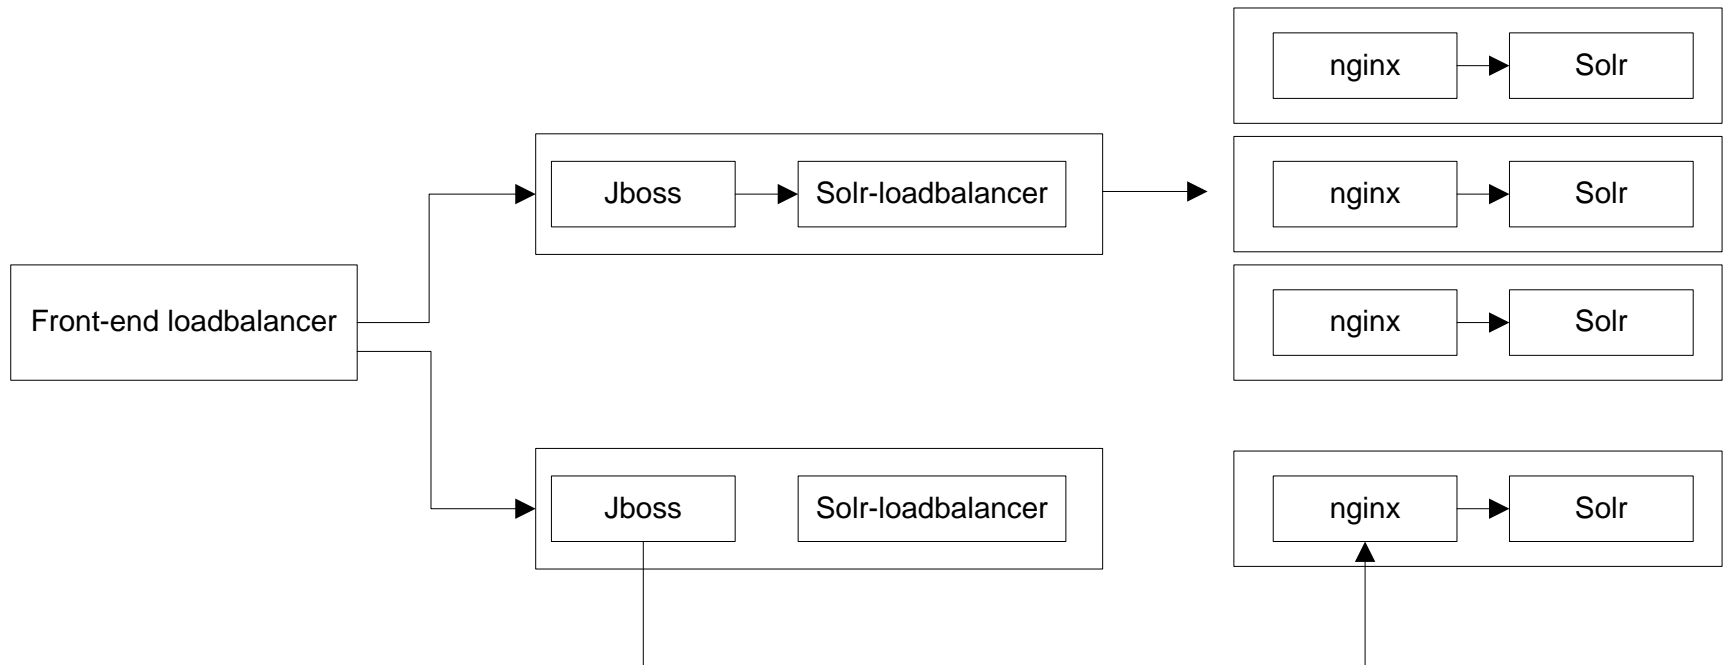 nginx
Solr
Jboss
Solr-loadbalancer
nginx
Solr
Front-end loadbalancer
nginx
Solr
Jboss
Solr-loadbalancer
nginx
Solr